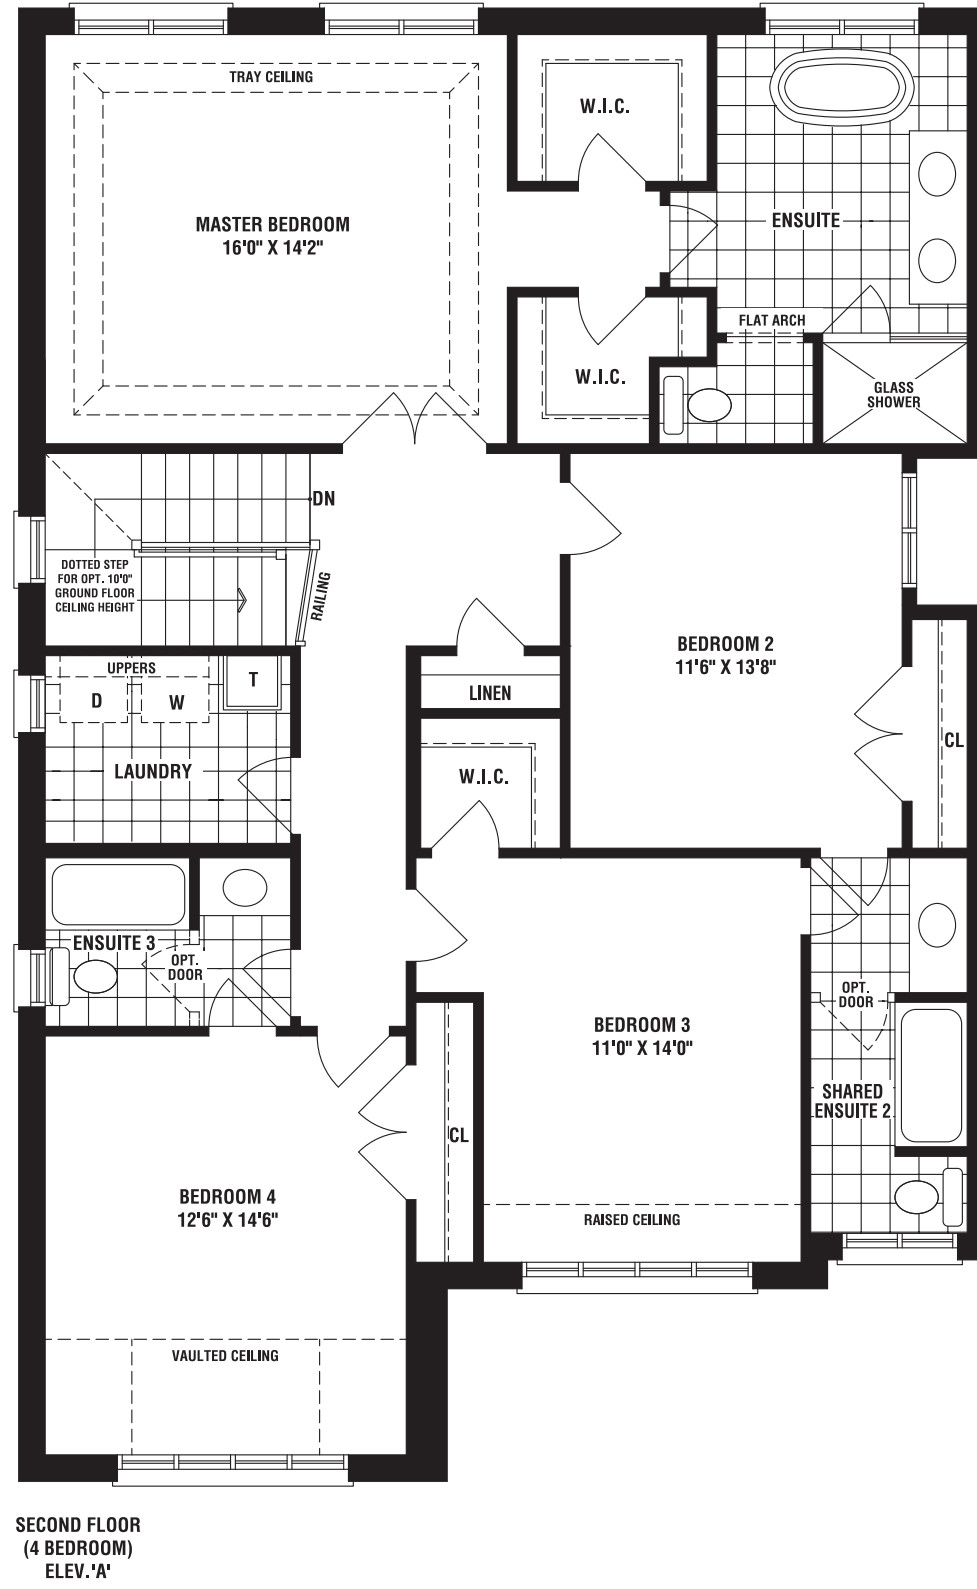 TRAY CEILING
W.I.C.
MASTER BEDROOM
16'0" X 14'2"
ENSUITE
FLAT ARCH
W.I.C.
GLASS
SHOWER
DN
DOTTED STEP
FOR OPT. 10'0"
GROUND FLOOR
CEILING HEIGHT
RAILING
BEDROOM 2
11'6" X 13'8"
UPPERS
D
W
T
LINEN
CL
LAUNDRY
W.I.C.
ENSUITE 3
OPT.
DOOR
OPT.
DOOR
BEDROOM 3
11'0" X 14'0"
SHARED
ENSUITE 2
CL
BEDROOM 4
12'6" X 14'6"
RAISED CEILING
VAULTED CEILING
SECOND FLOOR
(4 BEDROOM)
ELEV.'A'